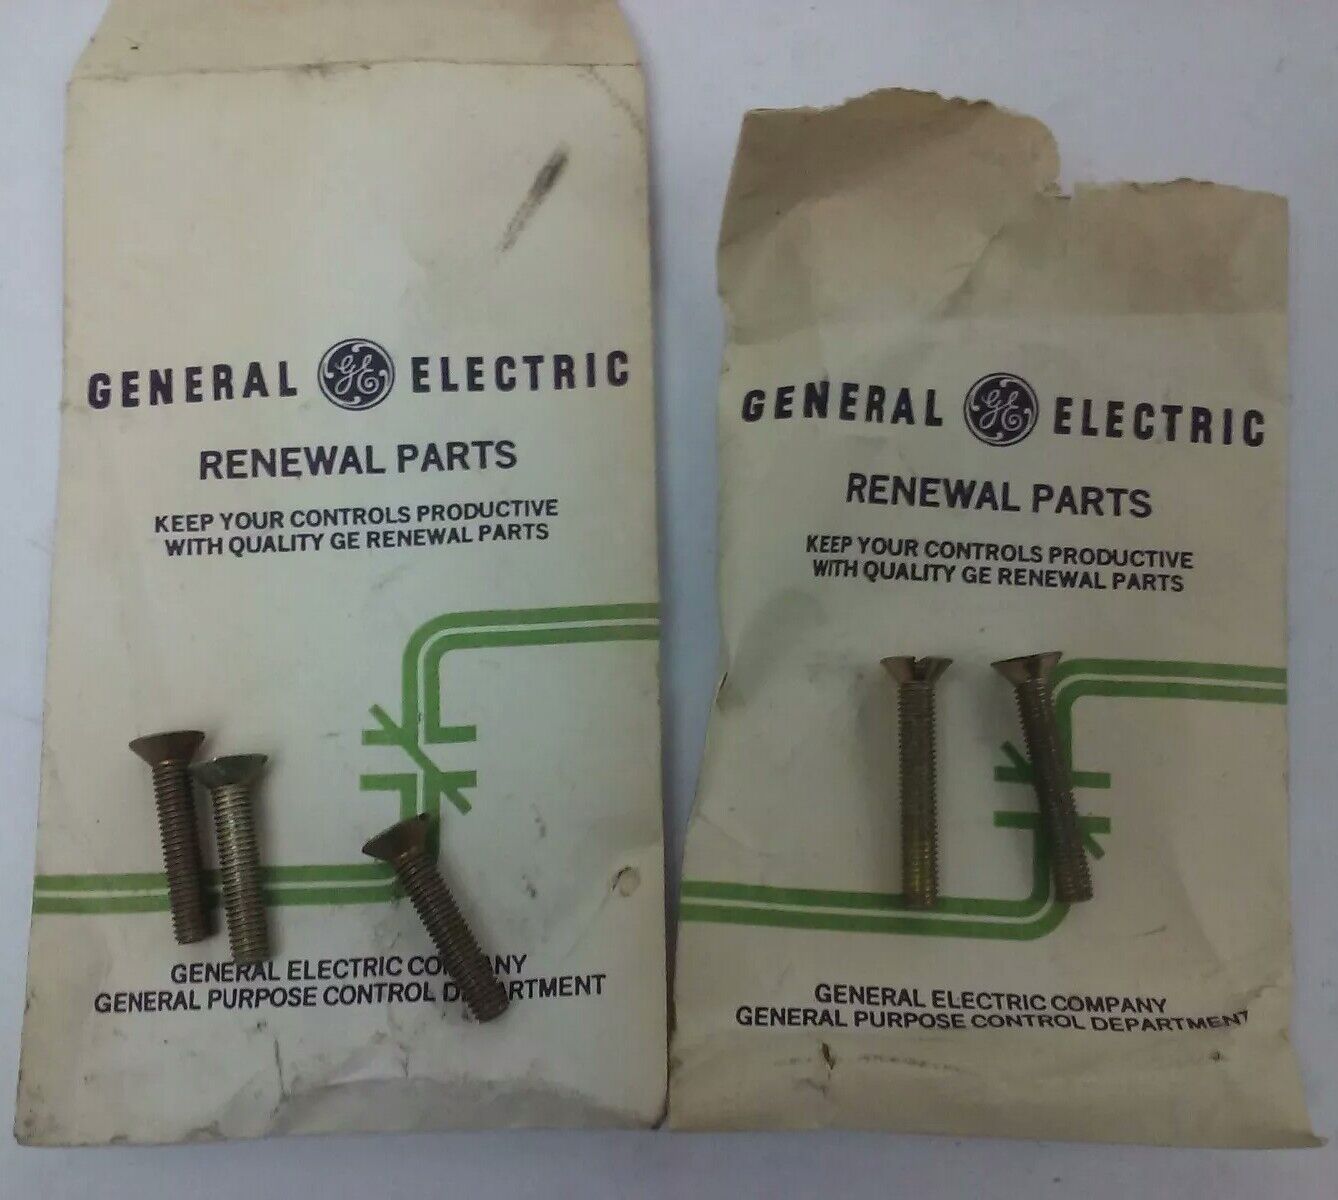 GENERAL GE ELECTRIC
RENEWAL PARTS
KEEP YOUR CONTROLS PRODUCTIVE
WITH QUALITY GE RENEWAL PARTS
GENERAL ELECTRIC COMPANY
GENERAL PURPOSE CONTROL DEPARTMENT
GENERAL GE ELECTRIC
RENEWAL PARTS
KEEP YOUR CONTROLS PRODUCTIVE
WITH QUALITY GE RENEWAL PARTS
GENERAL ELECTRIC COMPANY
GENERAL PURPOSE CONTROL DEPARTMENT